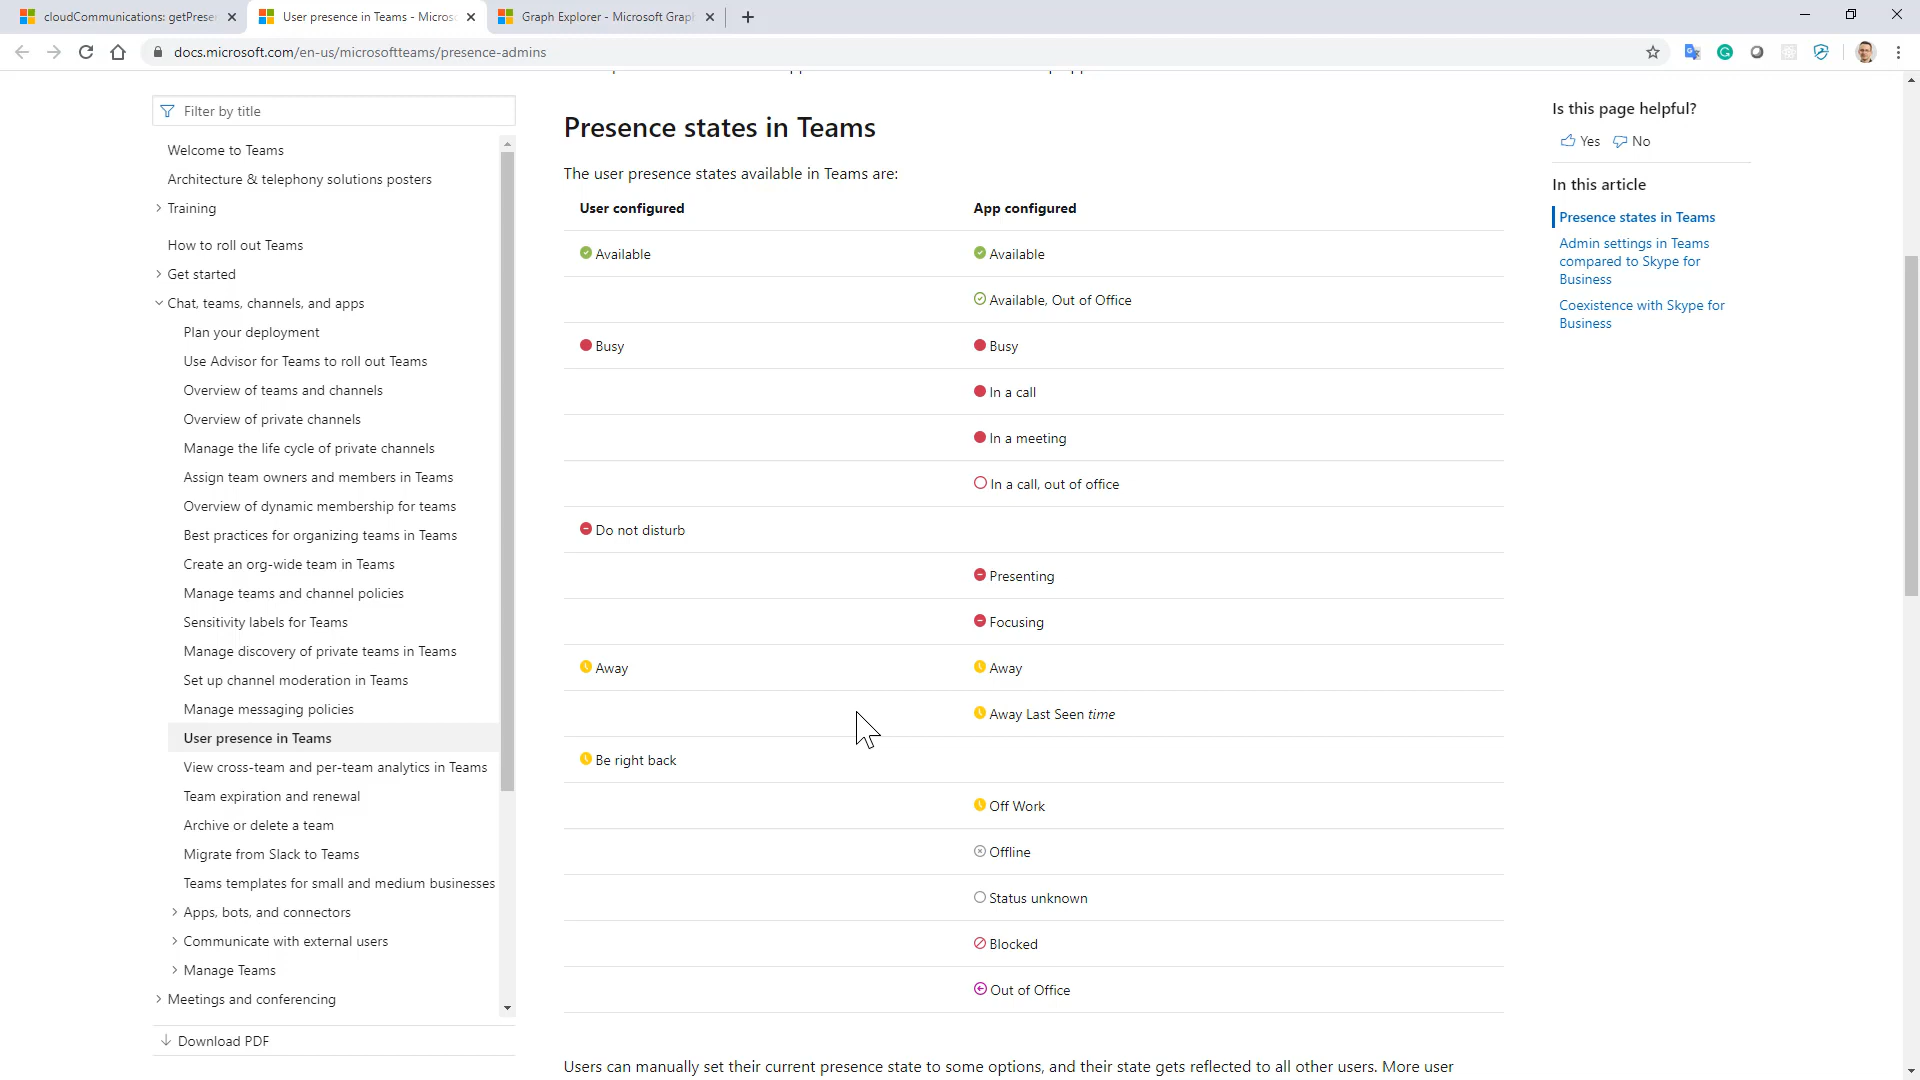 cloudCommunications: getPreser
User presence in Teams - Micros
Graph Explorer - Microsoft Graph
docs.microsoft.com/en-us/microsoftteams/presence-admins
Filter by title
Welcome to Teams
Architecture & telephony solutions posters
Training
How to roll out Teams
Get started
Chat, teams, channels, and apps
Plan your deployment
Use Advisor for Teams to roll out Teams
Overview of teams and channels
Overview of private channels
Manage the life cycle of private channels
Assign team owners and members in Teams
Overview of dynamic membership for teams
Best practices for organizing teams in Teams
Create an org-wide team in Teams
Manage teams and channel policies
Sensitivity labels for Teams
Manage discovery of private teams in Teams
Set up channel moderation in Teams
Manage messaging policies
User presence in Teams
View cross-team and per-team analytics in Teams
Team expiration and renewal
Archive or delete a team
Migrate from Slack to Teams
Teams templates for small and medium businesses
Apps, bots, and connectors
Communicate with external users
Manage Teams
Meetings and conferencing
Download PDF
Presence states in Teams
The user presence states available in Teams are:
User configured App configured
Available Available
Available, Out of Office
Busy Busy
In a call
In a meeting
In a call, out of office
Do not disturb
Presenting
Focusing
Away Away
Away Last Seen time
Be right back
Off Work
Offline
Status unknown
Blocked
Out of Office
Users can manually set their current presence state to some options, and their state gets reflected to all other users. More user
Is this page helpful?
Yes No
In this article
Presence states in Teams
Admin settings in Teams
compared to Skype for
Business
Coexistence with Skype for
Business